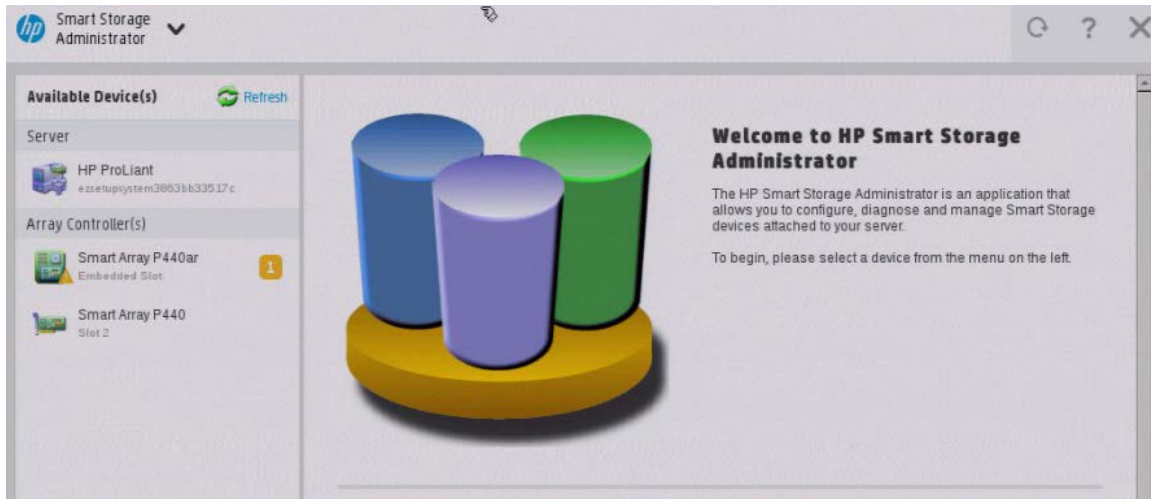 hp
Smart Storage
Administrator
?
Available Device(s)
Refresh
Server
HP ProLiant
ezsetupsystem3863bb33517c
Array Controller(s)
Smart Array P440ar
Embedded Slot
1
Smart Array P440
Slot 2
Welcome to HP Smart Storage
Administrator
The HP Smart Storage Administrator is an application that
allows you to configure, diagnose and manage Smart Storage
devices attached to your server.
To begin, please select a device from the menu on the left.